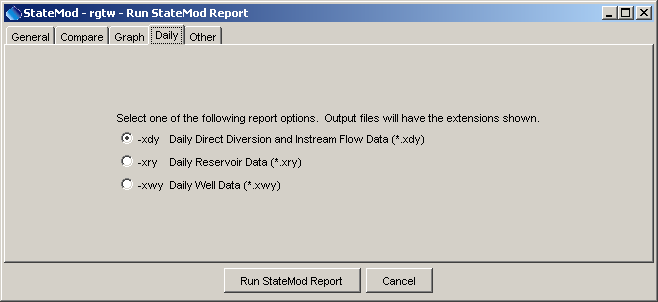 StateMod - rgtw - Run StateMod Report
General Compare Graph Daily Other
Select one of the following report options. Output files will have the extensions shown.
-xdy Daily Direct Diversion and Instream Flow Data (*.xdy)
-xry Daily Reservoir Data (*.xry)
-xwy Daily Well Data (*.xwy)
Run StateMod Report Cancel